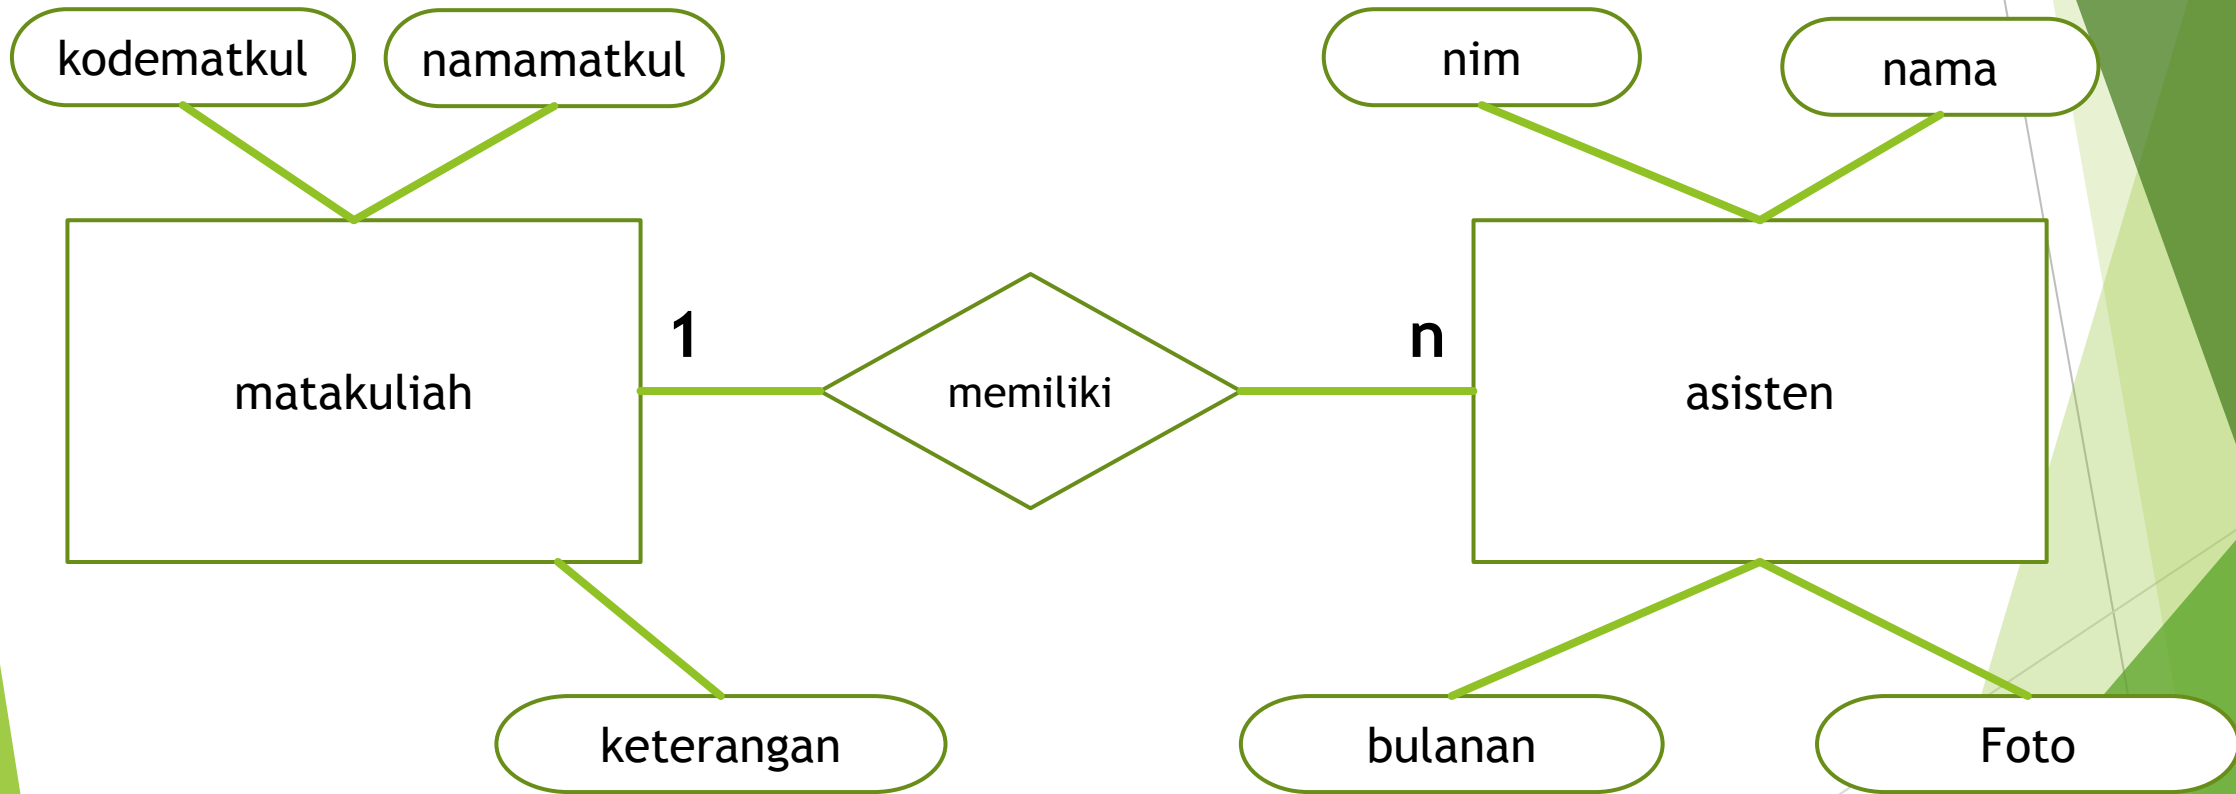 kodematkul
namamatkul
nim
nama
1
n
matakuliah
memiliki
asisten
keterangan
bulanan
Foto